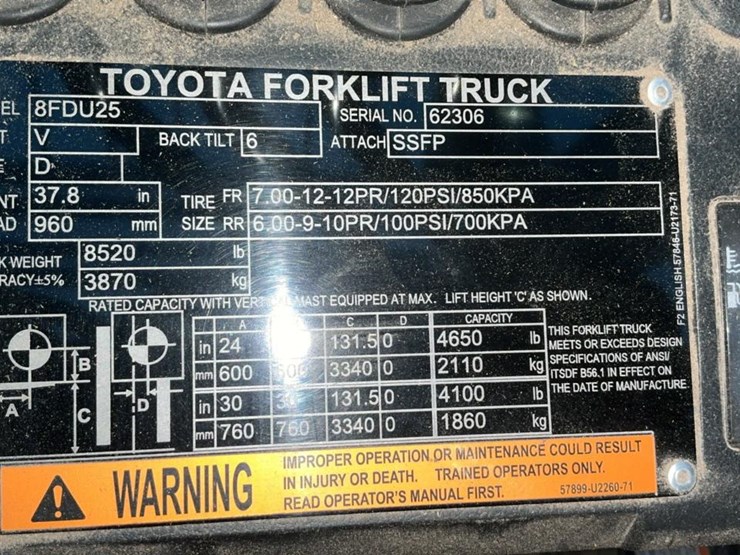 TOYOTA FORKLIFT TRUCK
EL 8FDU25 SERIAL NO. 62306
T V BACK TILT 6 ATTACH SSFP
E D
NT 37.8 in TIRE FR 7.00-12-12PR/120PSI/850KPA
AD 960 mm SIZE RR 6.00-9-10PR/100PSI/700KPA
K WEIGHT 8520 lb
RACY±5% 3870 kg
RATED CAPACITY WITH MAST EQUIPPED AT MAX. LIFT HEIGHT 'C' AS SHOWN.
A C D CAPACITY
in 24 131.5 0 4650 lb
mm 600 600 3340 0 2110 kg
in 30 30 131.5 0 4100 lb
mm 760 760 3340 0 1860 kg
A B C D
THIS FORKLIFT TRUCK
MEETS OR EXCEEDS DESIGN
SPECIFICATIONS OF ANSI/
ITSDF B56.1 IN EFFECT ON
THE DATE OF MANUFACTURE.
F2 ENGLISH 57846-U2173-71
WARNING
IMPROPER OPERATION OR MAINTENANCE COULD RESULT
IN INJURY OR DEATH. TRAINED OPERATORS ONLY.
READ OPERATOR'S MANUAL FIRST. 57899-U2260-71